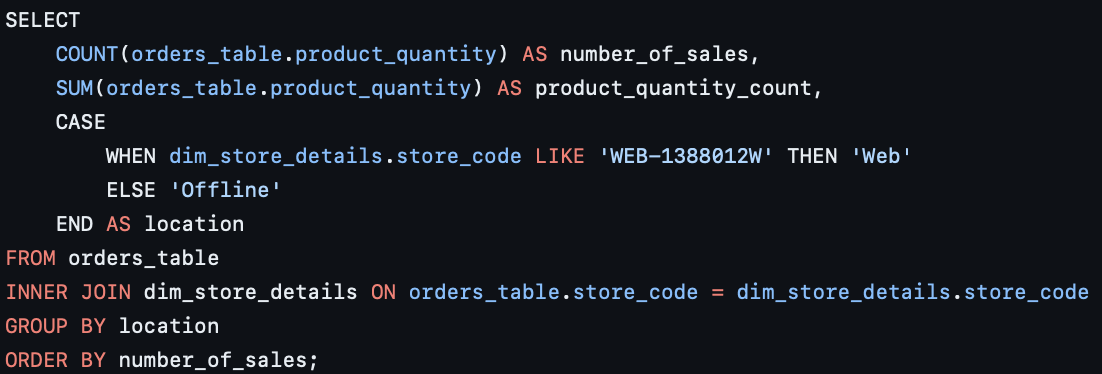 SELECT
    COUNT(orders_table.product_quantity) AS number_of_sales,
    SUM(orders_table.product_quantity) AS product_quantity_count,
    CASE
        WHEN dim_store_details.store_code LIKE 'WEB-1388012W' THEN 'Web'
        ELSE 'Offline'
    END AS location
FROM orders_table
INNER JOIN dim_store_details ON orders_table.store_code = dim_store_details.store_code
GROUP BY location
ORDER BY number_of_sales;